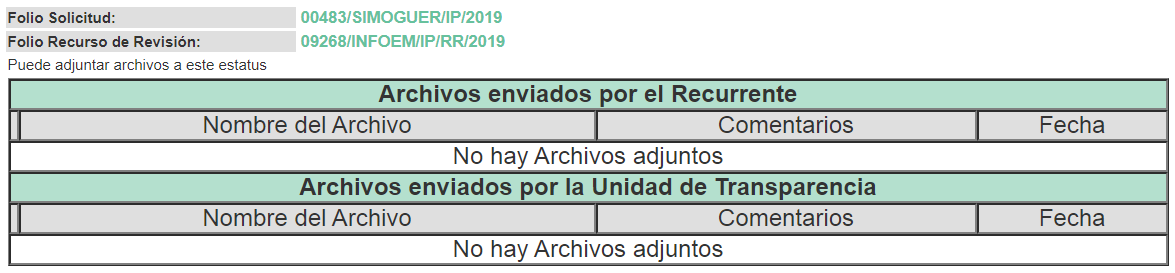 Folio Solicitud: 00483/SIMOGUER/IP/2019
Folio Recurso de Revisión: 09268/INFOEM/IP/RR/2019
Puede adjuntar archivos a este estatus
Archivos enviados por el Recurrente
Nombre del Archivo Comentarios Fecha
No hay Archivos adjuntos
Archivos enviados por la Unidad de Transparencia
Nombre del Archivo Comentarios Fecha
No hay Archivos adjuntos